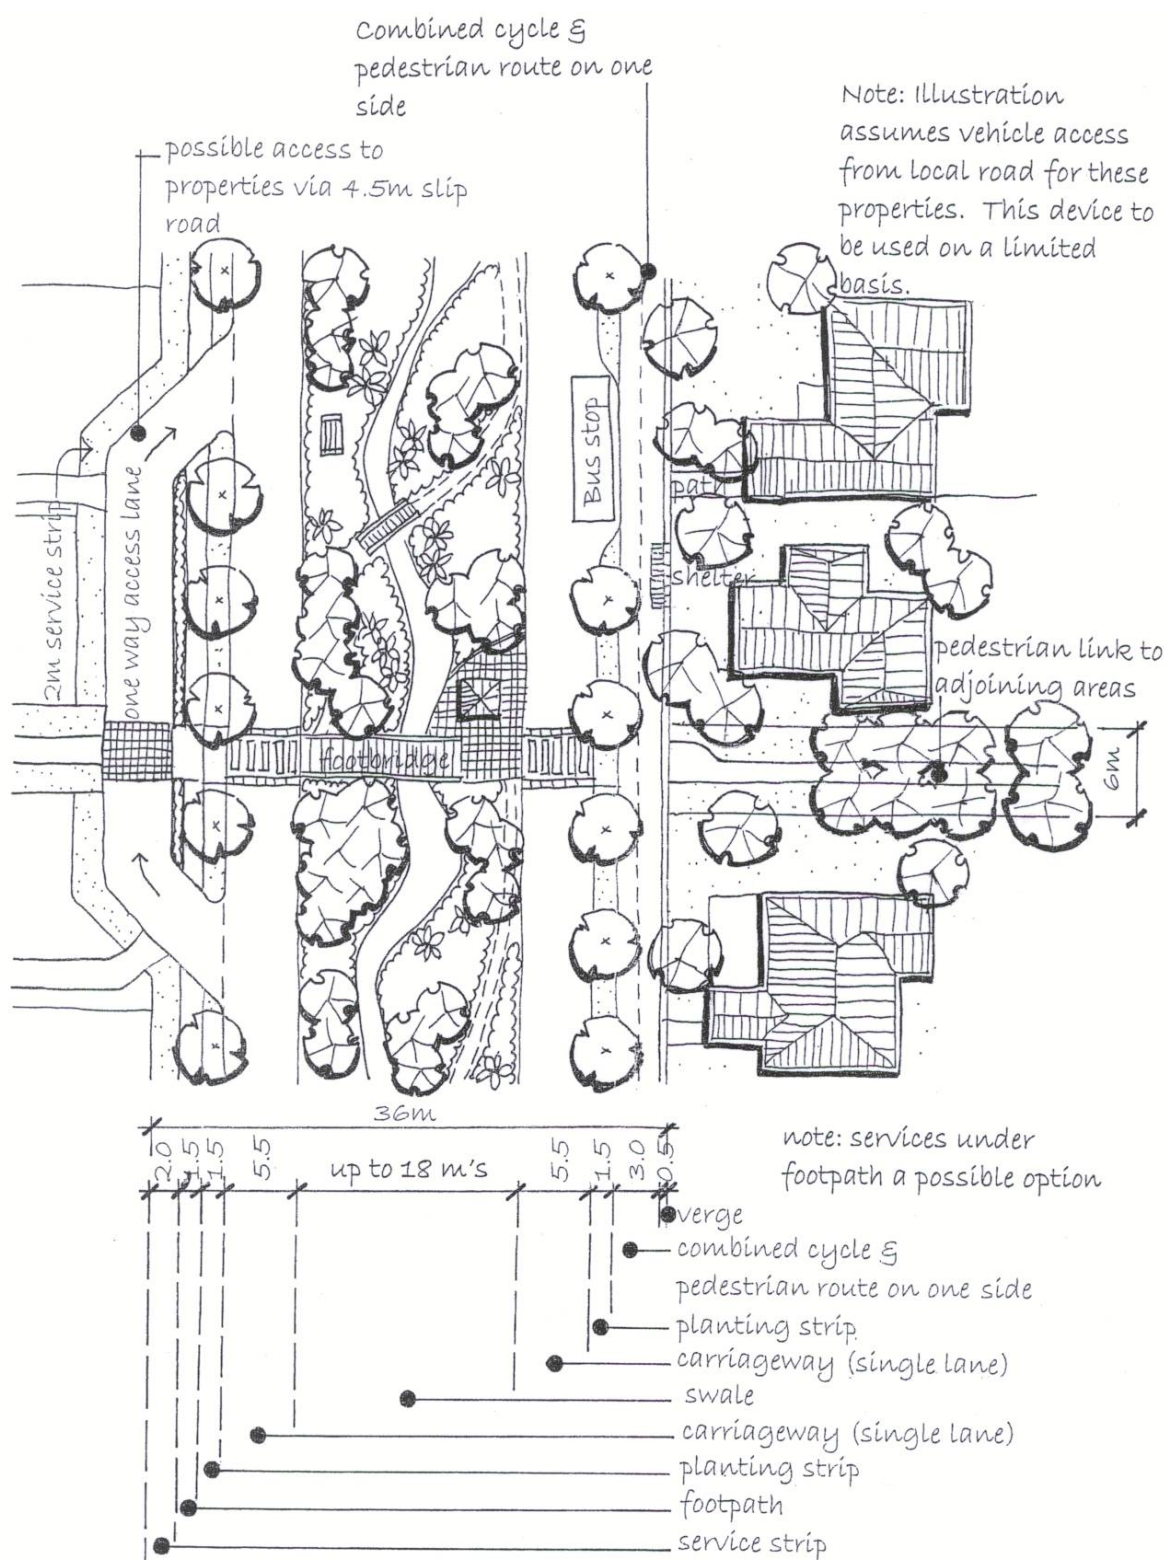 Combined cycle &
pedestrian route on one
side
Note: Illustration
assumes vehicle access
from local road for these
properties. This device to
be used on a limited
basis.
possible access to
properties via 4.5m slip
road
2m service strip
one way access lane
Bus stop
path
shelter
pedestrian link to
adjoining areas
footbridge
6m
36m
2.0
1.5
1.5
5.5
up to 18 m's
5.5
1.5
3.0
0.5
note: services under
footpath a possible option
verge
combined cycle &
pedestrian route on one side
planting strip
carriageway (single lane)
swale
carriageway (single lane)
planting strip
footpath
service strip